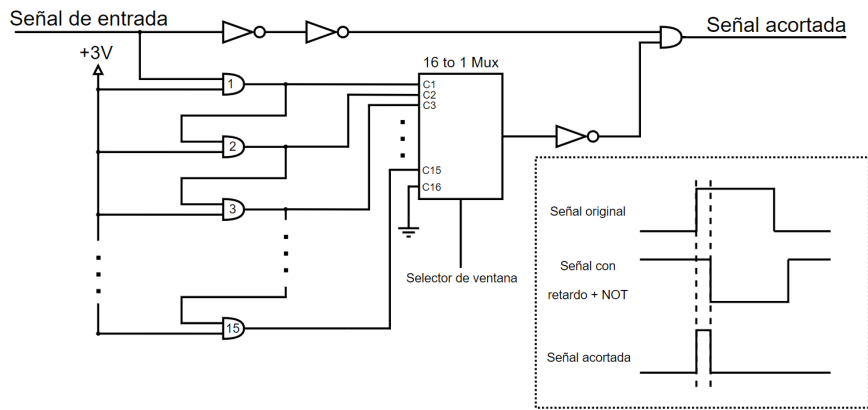 Señal de entrada
Señal acortada
+3V
16 to 1 Mux
1
C1
C2
C3
2
C15
C16
3
Selector de ventana
15
Señal original
Señal con
retardo + NOT
Señal acortada